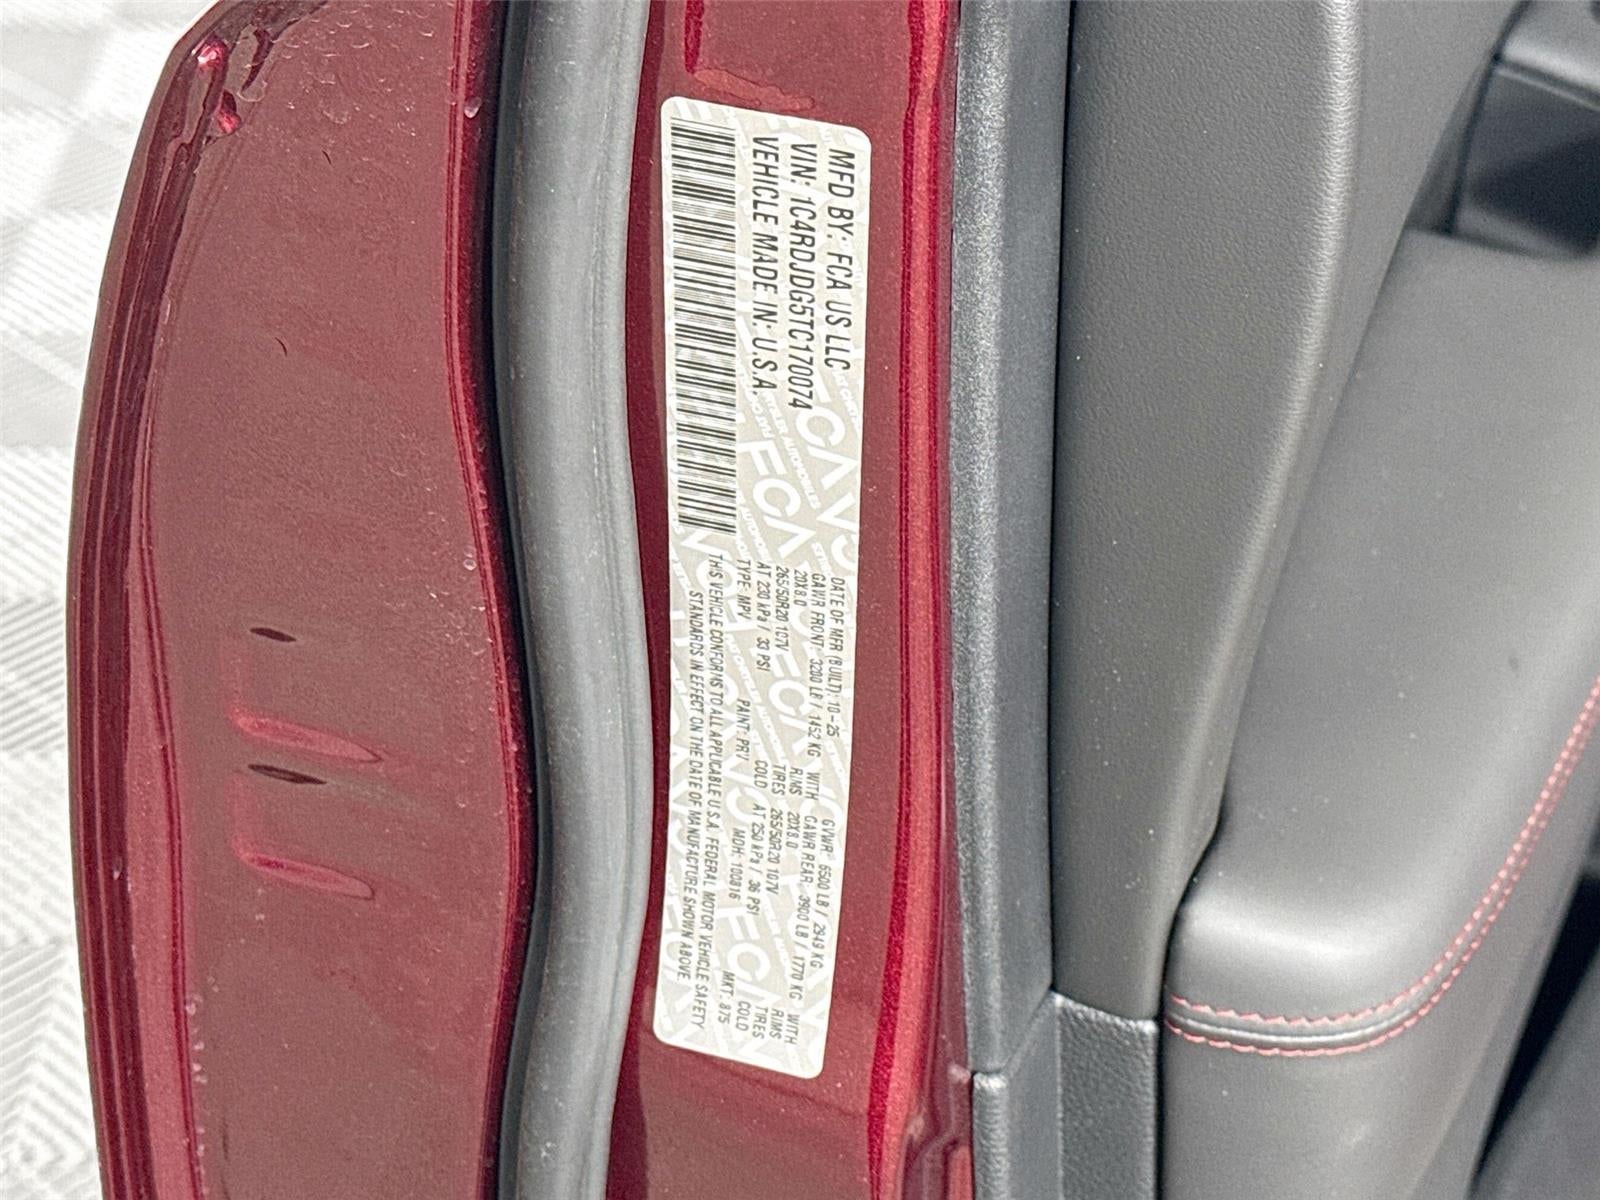 MFD BY: FCA US LLC
VIN: 1C4RDJDG5TC170074
VEHICLE MADE IN: U.S.A.
DATE OF MFR (BUILT): 10-25 GVWR 6500 LB / 2949 KG
GAWR FRONT 3200 LB / 1452 KG WITH GAWR REAR 3900 LB / 1770 KG WITH
20X8.0 RIMS 20X8.0 RIMS
265/50R20 107V TIRES 265/50R20 107V TIRES
AT 230 kPa / 33 PSI COLD AT 250 kPa / 36 PSI COLD
TYPE: MPV PAINT: PRV MDH: 100816 MKT: 875
THIS VEHICLE CONFORMS TO ALL APPLICABLE U.S.A. FEDERAL MOTOR VEHICLE SAFETY
STANDARDS IN EFFECT ON THE DATE OF MANUFACTURE SHOWN ABOVE.
FCA